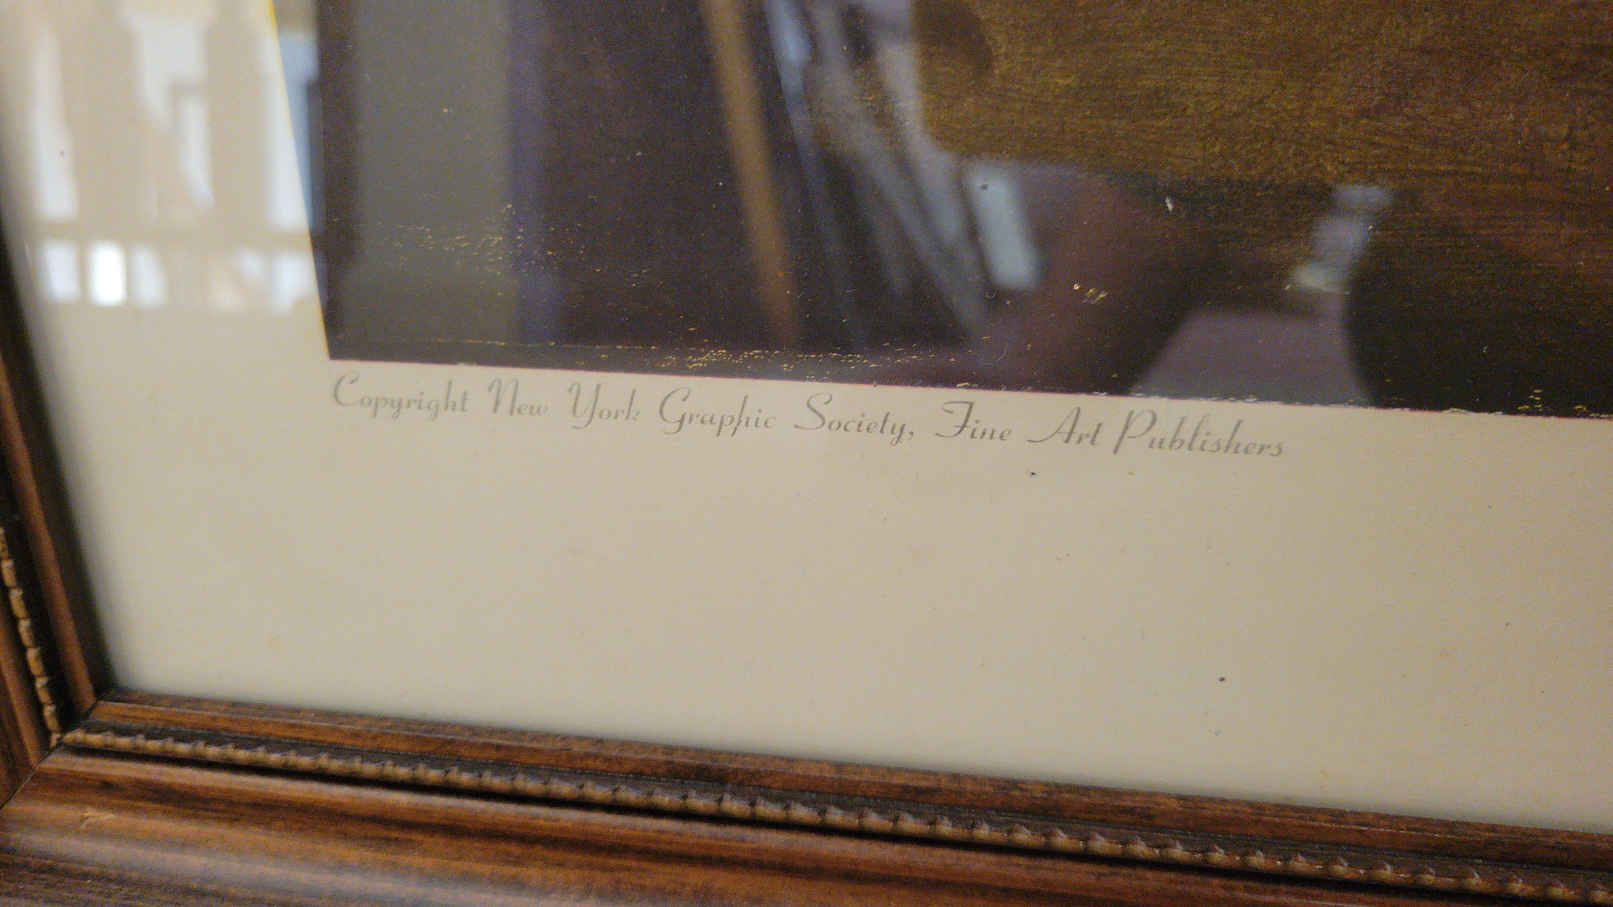 Copyright New York Graphic Society, Fine Art Publishers